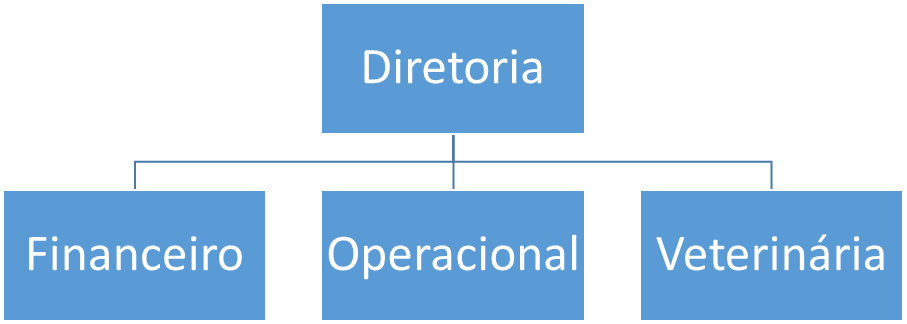 Diretoria
Financeiro
Operacional
Veterinária